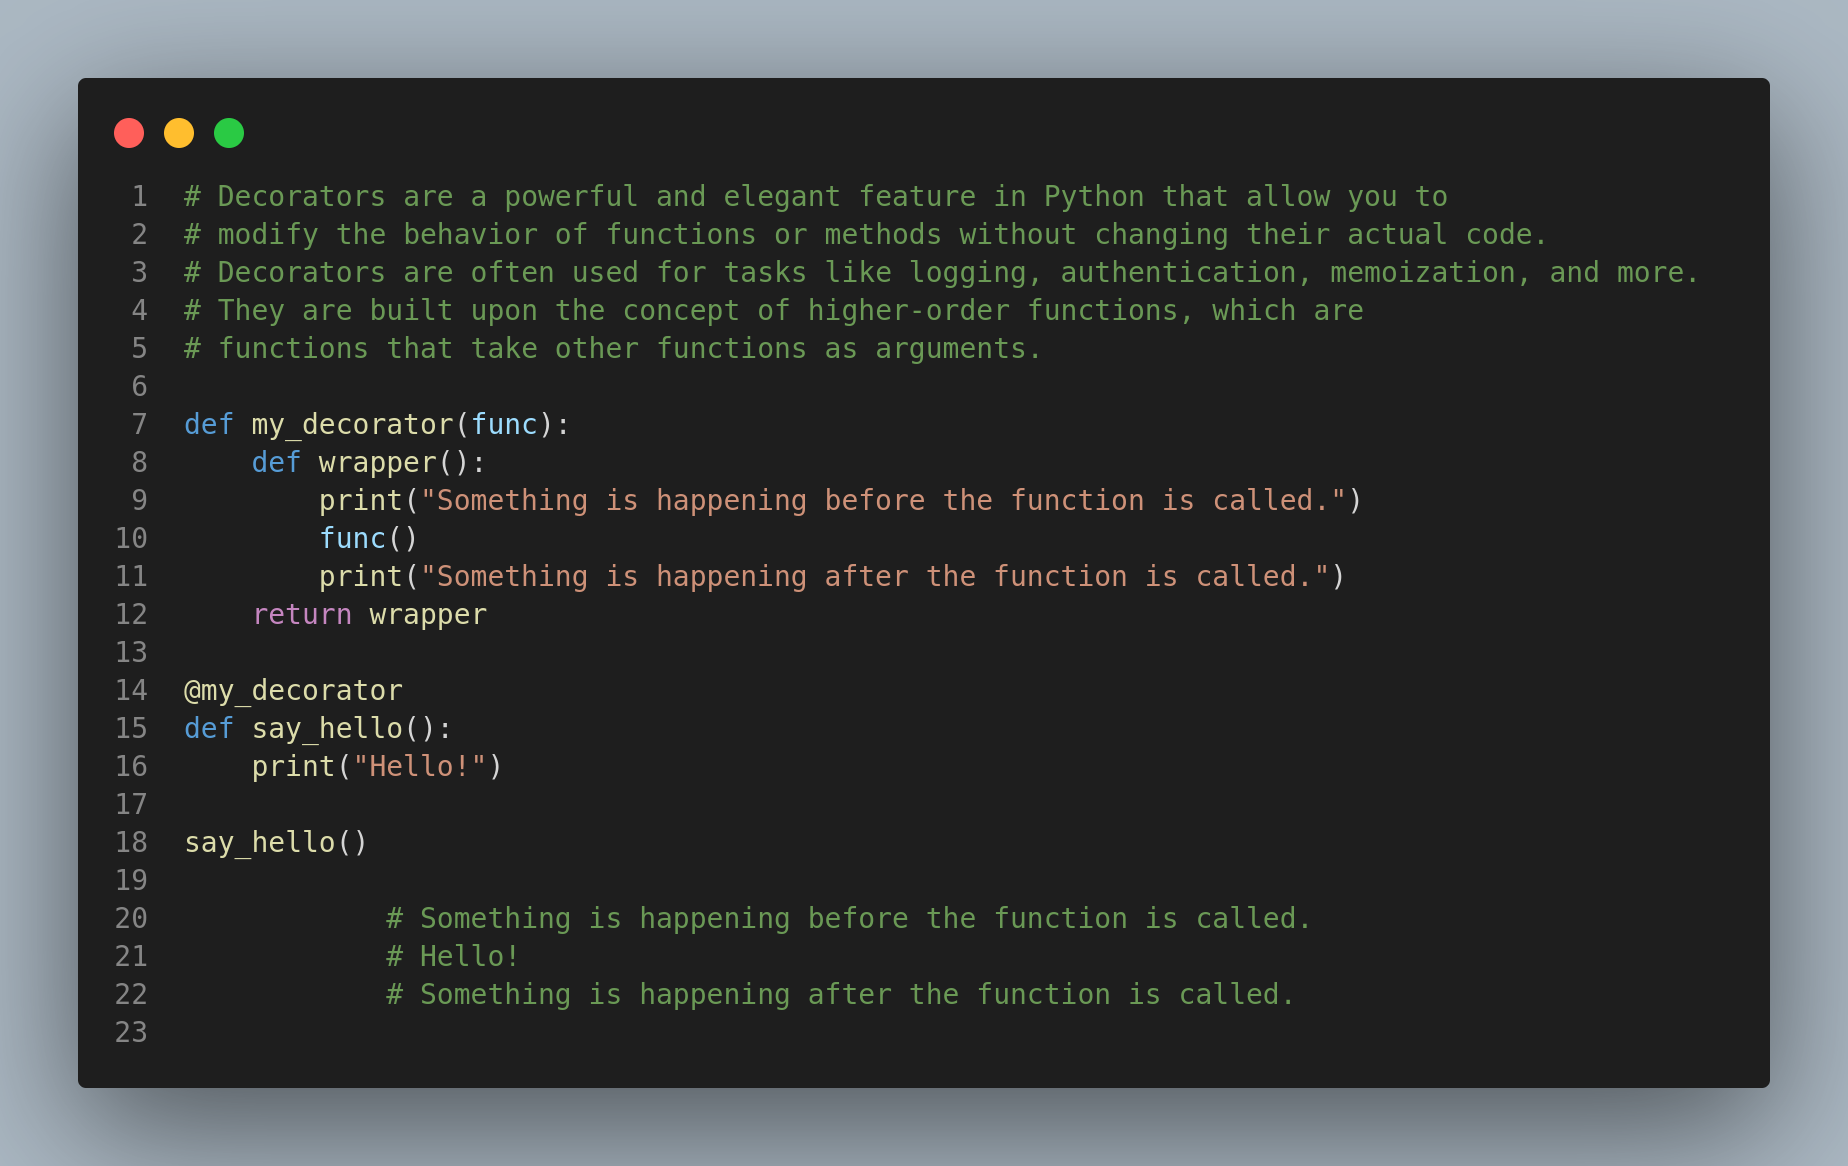 1 # Decorators are a powerful and elegant feature in Python that allow you to
2 # modify the behavior of functions or methods without changing their actual code.
3 # Decorators are often used for tasks like logging, authentication, memoization, and more.
4 # They are built upon the concept of higher-order functions, which are
5 # functions that take other functions as arguments.
6
7 def my_decorator(func):
8     def wrapper():
9         print("Something is happening before the function is called.")
10         func()
11         print("Something is happening after the function is called.")
12     return wrapper
13
14 @my_decorator
15 def say_hello():
16     print("Hello!")
17
18 say_hello()
19
20             # Something is happening before the function is called.
21             # Hello!
22             # Something is happening after the function is called.
23